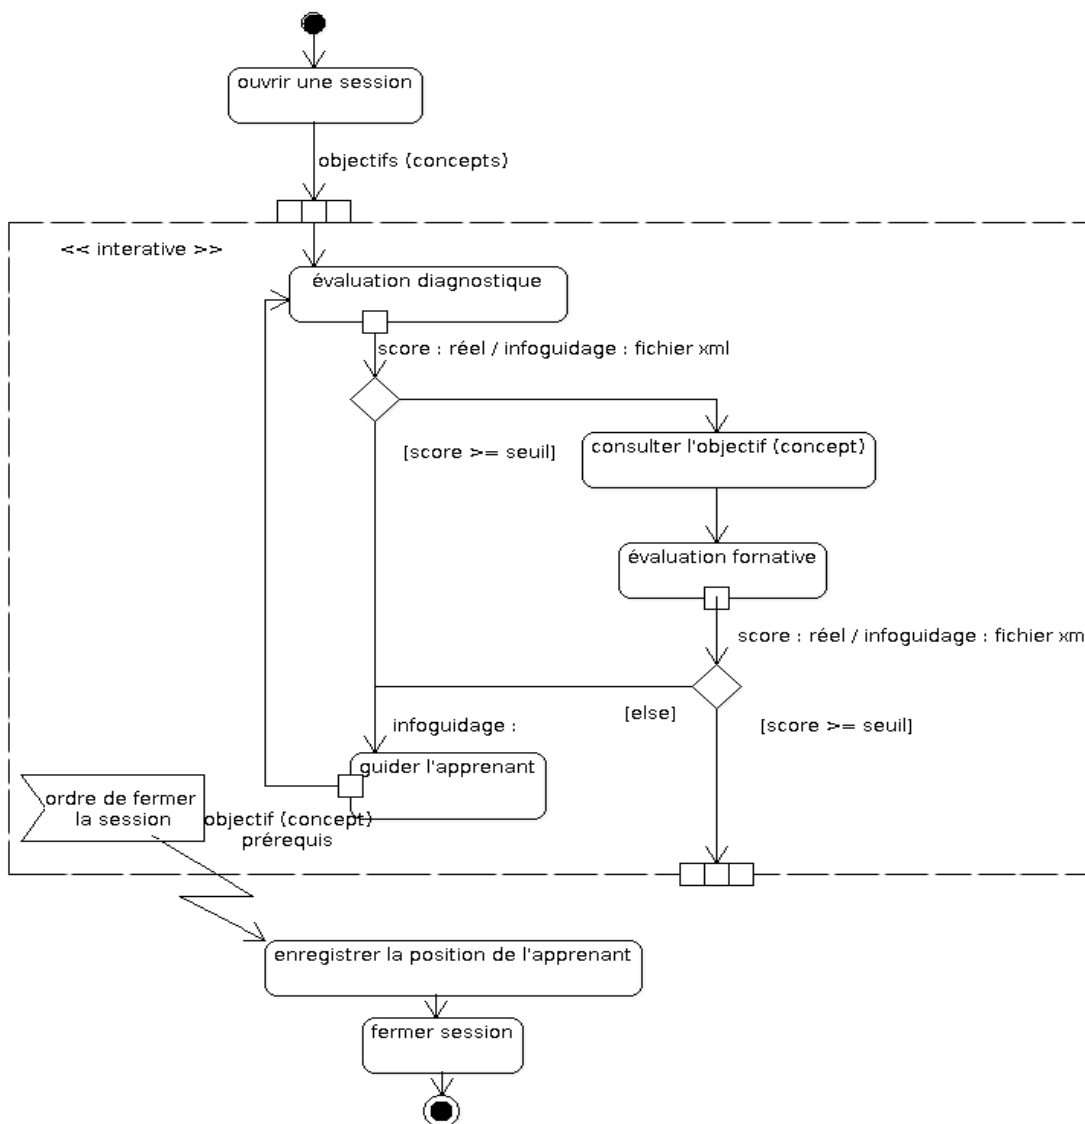 ouvrir une session
objectifs (concepts)
<< interative >>
évaluation diagnostique
score : réel / infoguidage : fichier xml
[score >= seuil]
consulter l'objectif (concept)
évaluation fornative
score : réel / infoguidage : fichier xm
[else]
[score >= seuil]
infoguidage :
guider l'apprenant
ordre de fermer
la session
objectif (concept)
prérequis
enregistrer la position de l'apprenant
fermer session